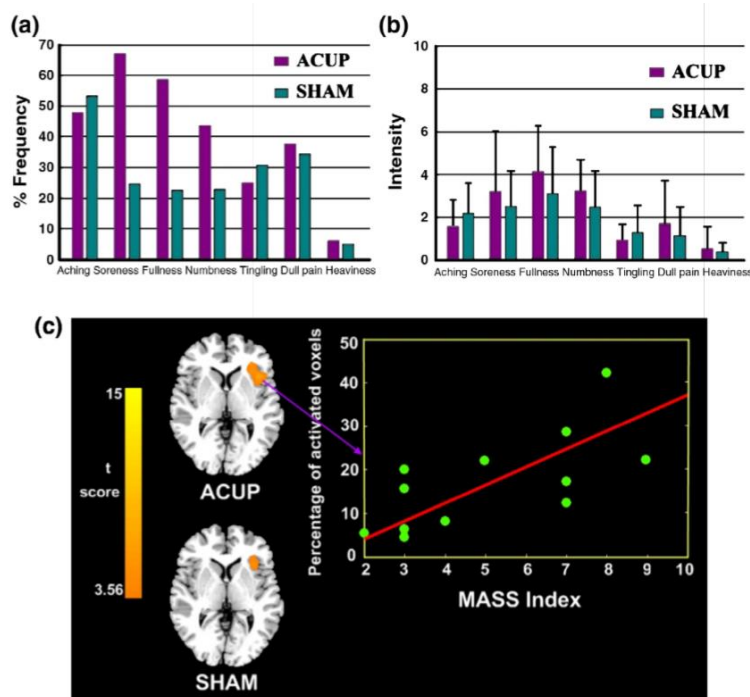 (a)
% Frequency
70
60
50
40
30
20
10
0
ACUP
SHAM
Aching Soreness Fullness Numbness Tingling Dull pain Heaviness
(b)
Intensity
10
8
6
4
2
0
ACUP
SHAM
Aching Soreness Fullness Numbness Tingling Dull pain Heaviness
(c)
15
t
score
3.56
ACUP
SHAM
Percentage of activated voxels
50
40
30
20
10
0
2 3 4 5 6 7 8 9 10
MASS Index